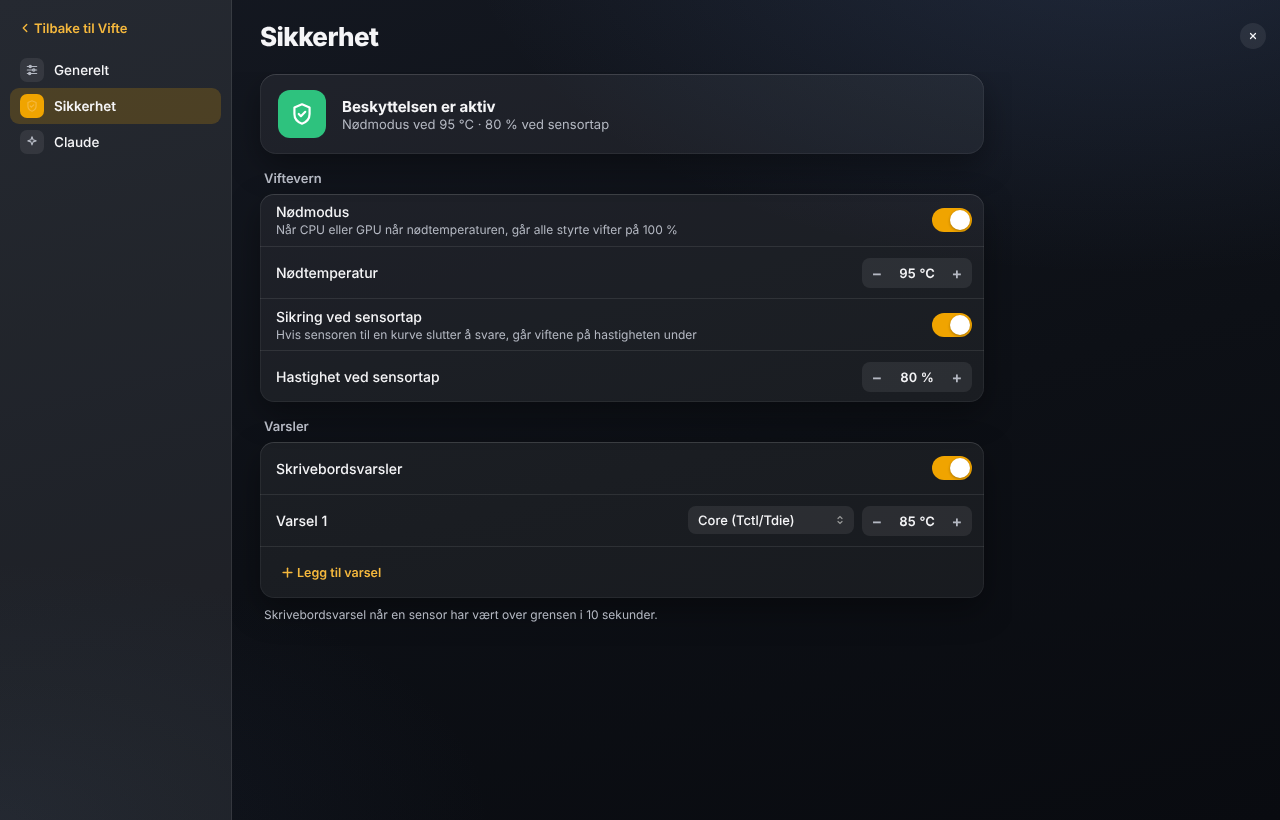 Tilbake til Vifte
Generelt
Sikkerhet
Claude
Sikkerhet
Beskyttelsen er aktiv
Nødmodus ved 95 °C · 80 % ved sensortap
Viftevern
Nødmodus
Når CPU eller GPU når nødtemperaturen, går alle styrte vifter på 100 %
Nødtemperatur
− 95 °C +
Sikring ved sensortap
Hvis sensoren til en kurve slutter å svare, går viftene på hastigheten under
Hastighet ved sensortap
− 80 % +
Varsler
Skrivebordsvarsler
Varsel 1
Core (Tctl/Tdie)
− 85 °C +
+ Legg til varsel
Skrivebordsvarsel når en sensor har vært over grensen i 10 sekunder.